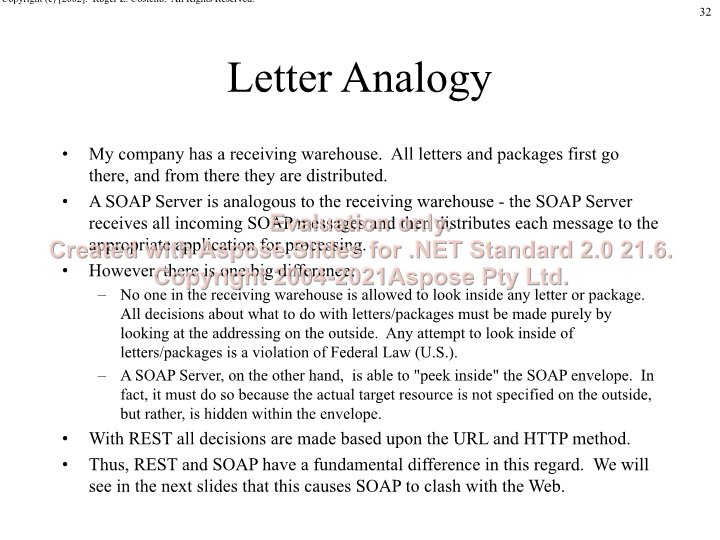 Copyright (c) [2002]. Roger L. Costello. All Rights Reserved.
32
Letter Analogy
• My company has a receiving warehouse. All letters and packages first go
there, and from there they are distributed.
• A SOAP Server is analogous to the receiving warehouse - the SOAP Server
receives all incoming SOAP messages and then distributes each message to the
appropriate application for processing.
• However, there is one big difference:
– No one in the receiving warehouse is allowed to look inside any letter or package.
All decisions about what to do with letters/packages must be made purely by
looking at the addressing on the outside. Any attempt to look inside of
letters/packages is a violation of Federal Law (U.S.).
– A SOAP Server, on the other hand, is able to "peek inside" the SOAP envelope. In
fact, it must do so because the actual target resource is not specified on the outside,
but rather, is hidden within the envelope.
• With REST all decisions are made based upon the URL and HTTP method.
• Thus, REST and SOAP have a fundamental difference in this regard. We will
see in the next slides that this causes SOAP to clash with the Web.
Evaluation only.
Created with Aspose.Slides for .NET Standard 2.0 21.6.
Copyright 2004-2021Aspose Pty Ltd.